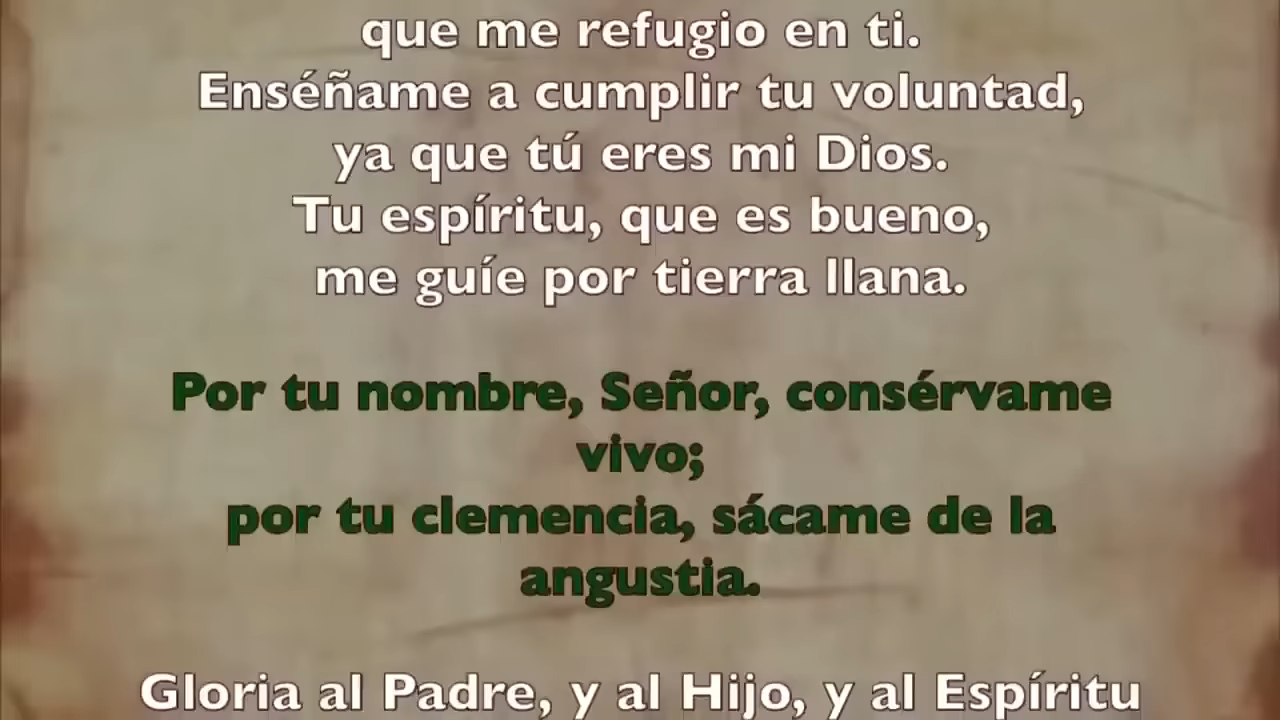 que me refugio en ti.
Enséñame a cumplir tu voluntad,
ya que tú eres mi Dios.
Tu espíritu, que es bueno,
me guíe por tierra llana.
Por tu nombre, Señor, consérvame
vivo;
por tu clemencia, sácame de la
angustia.
Gloria al Padre, y al Hijo, y al Espíritu